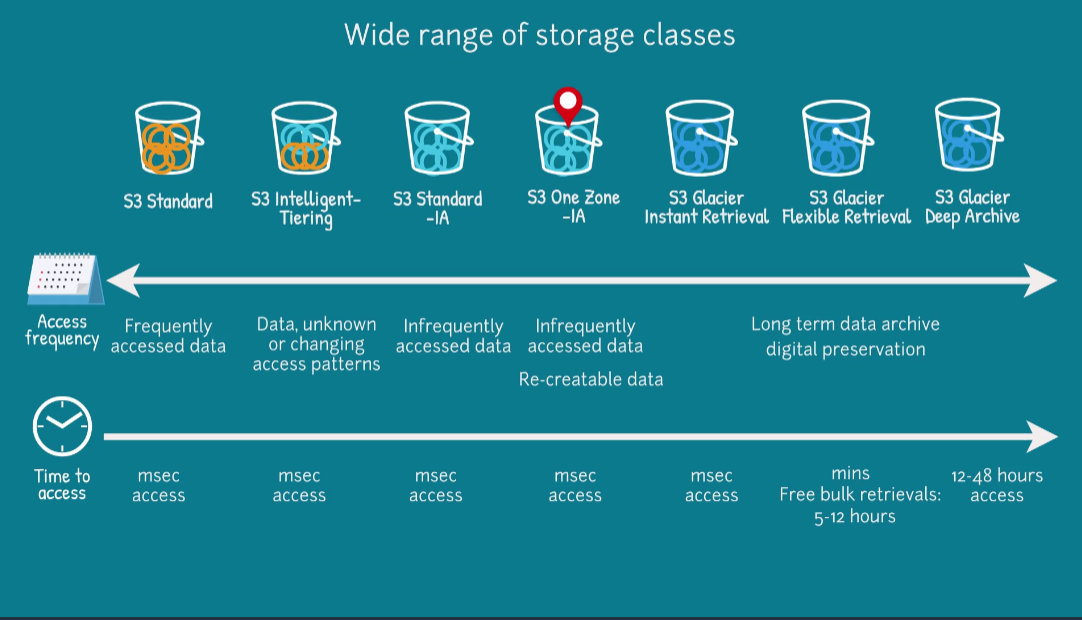 Wide range of storage classes
S3 Standard
S3 Intelligent-
Tiering
S3 Standard
-IA
S3 One Zone
-IA
S3 Glacier
Instant Retrieval
S3 Glacier
Flexible Retrieval
S3 Glacier
Deep Archive
Access
frequency
Frequently
accessed data
Data, unknown
or changing
access patterns
Infrequently
accessed data
Infrequently
accessed data
Re-creatable data
Long term data archive
digital preservation
Time to
access
msec
access
msec
access
msec
access
msec
access
msec
access
mins
Free bulk retrievals:
5-12 hours
12-48 hours
access